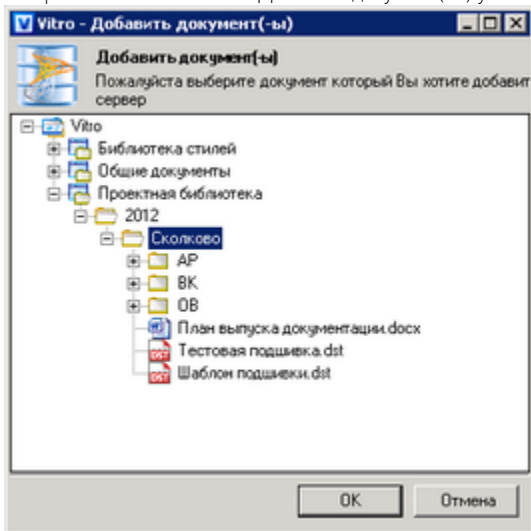 Vitro - Добавить документ(-ы)
Добавить документ(-ы)
Пожалуйста выберите документ который Вы хотите добавит
сервер
Vitro
Библиотека стилей
Общие документы
Проектная библиотека
2012
Сколково
АР
ВК
ОВ
План выпуска документации.docx
Тестовая подшивка.dst
Шаблон подшивки.dst
OK
Отмена